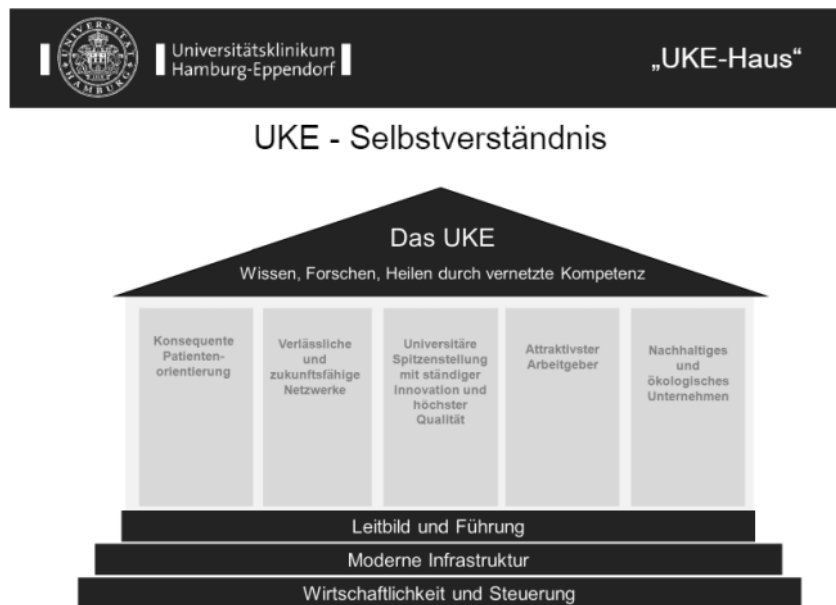 UNIVERSITÄT
HAMBURG
Universitätsklinikum
Hamburg-Eppendorf
„UKE-Haus“
UKE - Selbstverständnis
Das UKE
Wissen, Forschen, Heilen durch vernetzte Kompetenz
Konsequente
Patienten-
orientierung
Verlässliche
und
zukunftsfähige
Netzwerke
Universitäre
Spitzenstellung
mit ständiger
Innovation und
höchster
Qualität
Attraktivster
Arbeitgeber
Nachhaltiges
und
ökologisches
Unternehmen
Leitbild und Führung
Moderne Infrastruktur
Wirtschaftlichkeit und Steuerung